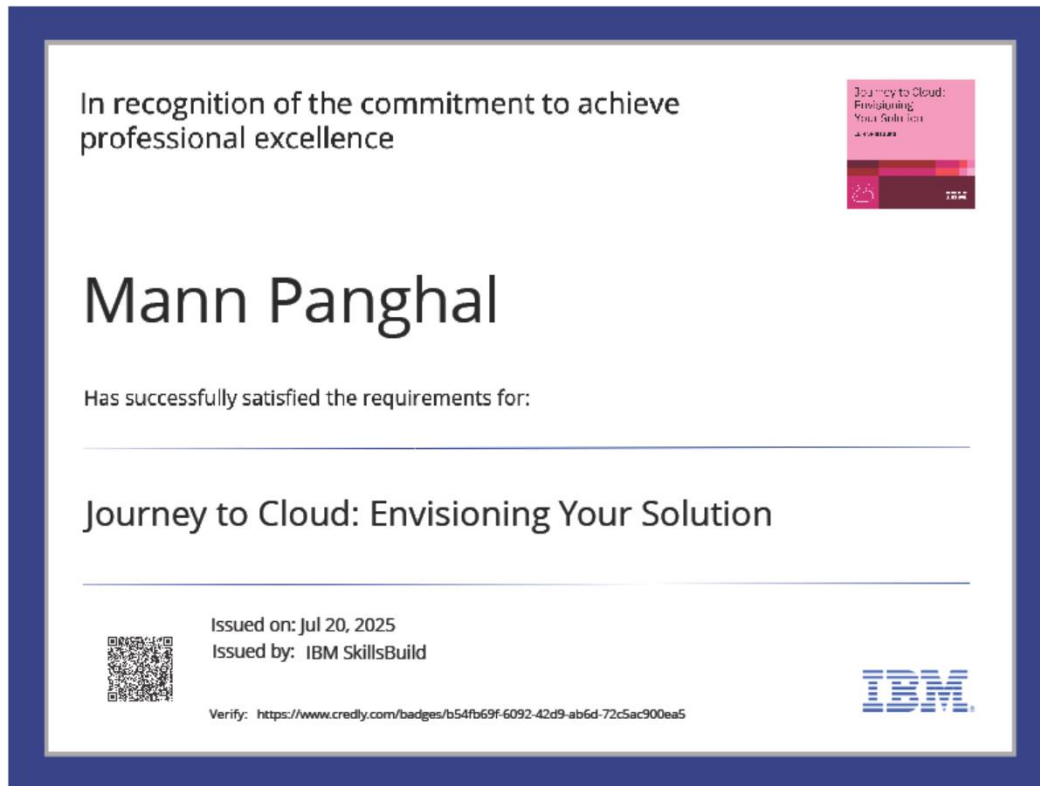 In recognition of the commitment to achieve
professional excellence
Journey to Cloud:
Envisioning
Your Solution
IBM
Mann Panghal
Has successfully satisfied the requirements for:
Journey to Cloud: Envisioning Your Solution
Issued on: Jul 20, 2025
Issued by: IBM SkillsBuild
Verify: https://www.credly.com/badges/b54fb69f-6092-42d9-ab6d-72c5ac900ea5
IBM